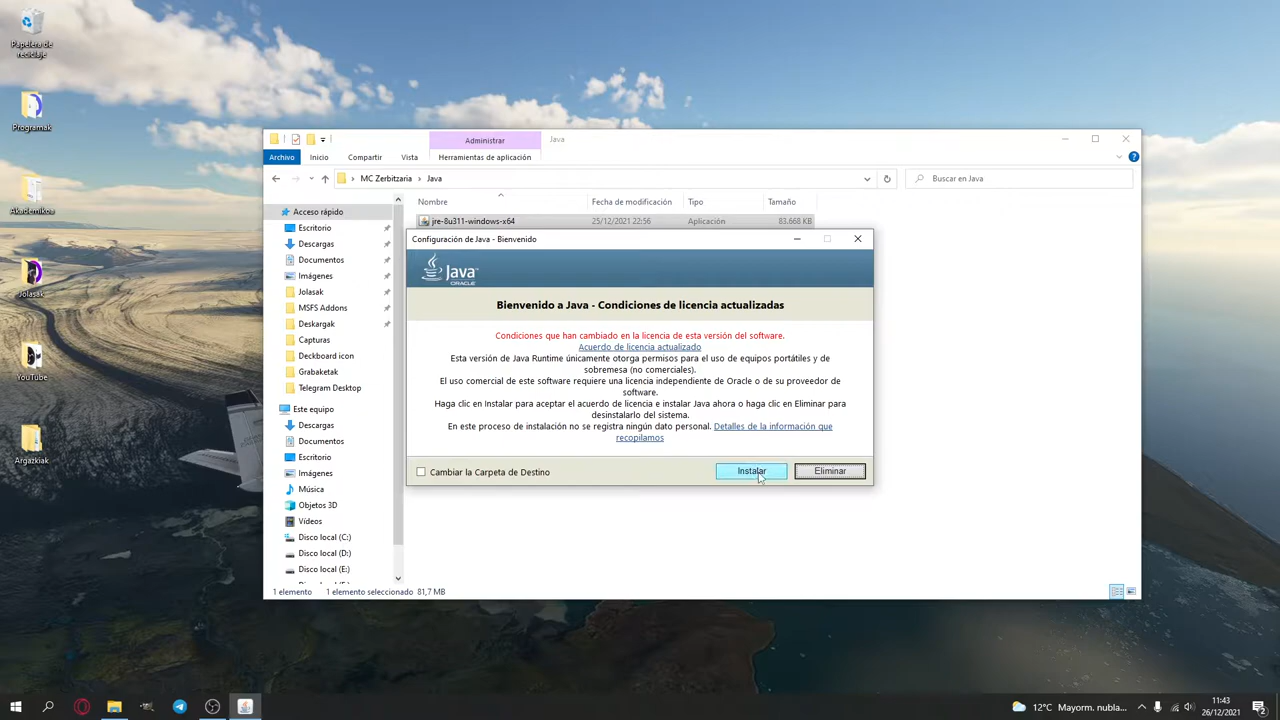 Papelera de
reciclaje
Programak
Akademikoa
Jolasak
YouTube
Argazkiak
Administrar
Java
Archivo
Inicio
Compartir
Vista
Herramientas de aplicación
MC Zerbitzaria > Java
Buscar en Java
Nombre
Fecha de modificación
Tipo
Tamaño
jre-8u311-windows-x64
25/12/2021 22:56
Aplicación
83.668 KB
Acceso rápido
Escritorio
Descargas
Documentos
Imágenes
Jolasak
MSFS Addons
Deskargak
Capturas
Deckboard icon
Grabaketak
Telegram Desktop
Este equipo
Descargas
Documentos
Escritorio
Imágenes
Música
Objetos 3D
Vídeos
Disco local (C:)
Disco local (D:)
Disco local (E:)
1 elemento
1 elemento seleccionado 81,7 MB
Configuración de Java - Bienvenido
Java
ORACLE
Bienvenido a Java - Condiciones de licencia actualizadas
Condiciones que han cambiado en la licencia de esta versión del software.
Acuerdo de licencia actualizado
Esta versión de Java Runtime únicamente otorga permisos para el uso de equipos portátiles y de
sobremesa (no comerciales).
El uso comercial de este software requiere una licencia independiente de Oracle o de su proveedor de
software.
Haga clic en Instalar para aceptar el acuerdo de licencia e instalar Java ahora o haga clic en Eliminar para
desinstalarlo del sistema.
En este proceso de instalación no se registra ningún dato personal. Detalles de la información que
recopilamos
Cambiar la Carpeta de Destino
Instalar
Eliminar
12°C Mayorm. nubla...
11:43
26/12/2021
2